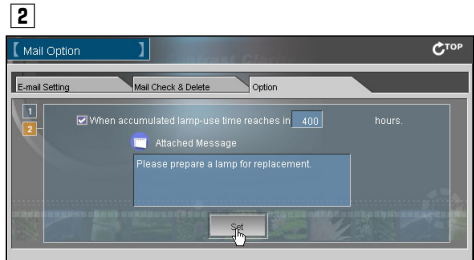 2
Mail Option
TOP
E-mail Setting Mail Check & Delete Option
1
When accumulated lamp-use time reaches in 400 hours.
2
Attached Message
Please prepare a lamp for replacement.
Set